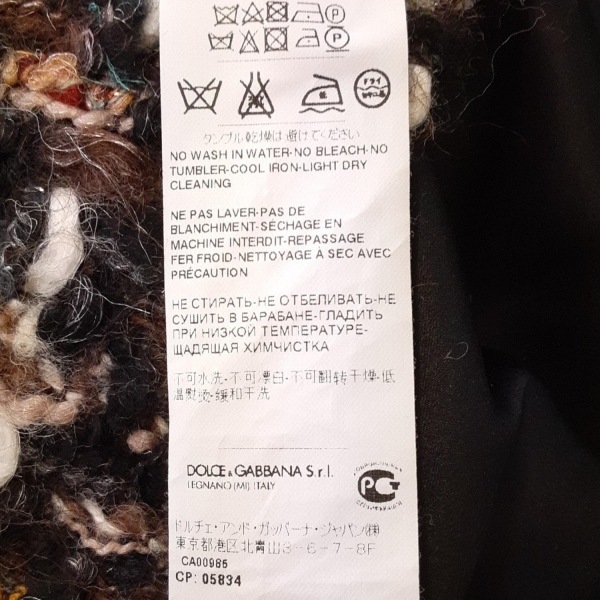 タンブル乾燥は避けてください
NO WASH IN WATER-NO BLEACH-NO
TUMBLER-COOL IRON-LIGHT DRY
CLEANING
NE PAS LAVER-PAS DE
BLANCHIMENT-SÉCHAGE EN
MACHINE INTERDIT-REPASSAGE
FER FROID-NETTOYAGE À SEC AVEC
PRÉCAUTION
НЕ СТИРАТЬ-НЕ ОТБЕЛИВАТЬ-НЕ
СУШИТЬ В БАРАБАНЕ-ГЛАДИТЬ
ПРИ НИЗКОЙ ТЕМПЕРАТУРЕ-
ЩАДЯЩАЯ ХИМЧИСТКА
不可水洗-不可漂白-不可翻转干燥-低
温熨烫-缓和干洗
DOLCE & GABBANA S.r.l.
LEGNANO (MI) ITALY
ドルチェ・アンド・ガッバーナ・ジャパン(株)
東京都港区北青山3-6-7-8F
CA00985
CP: 05834